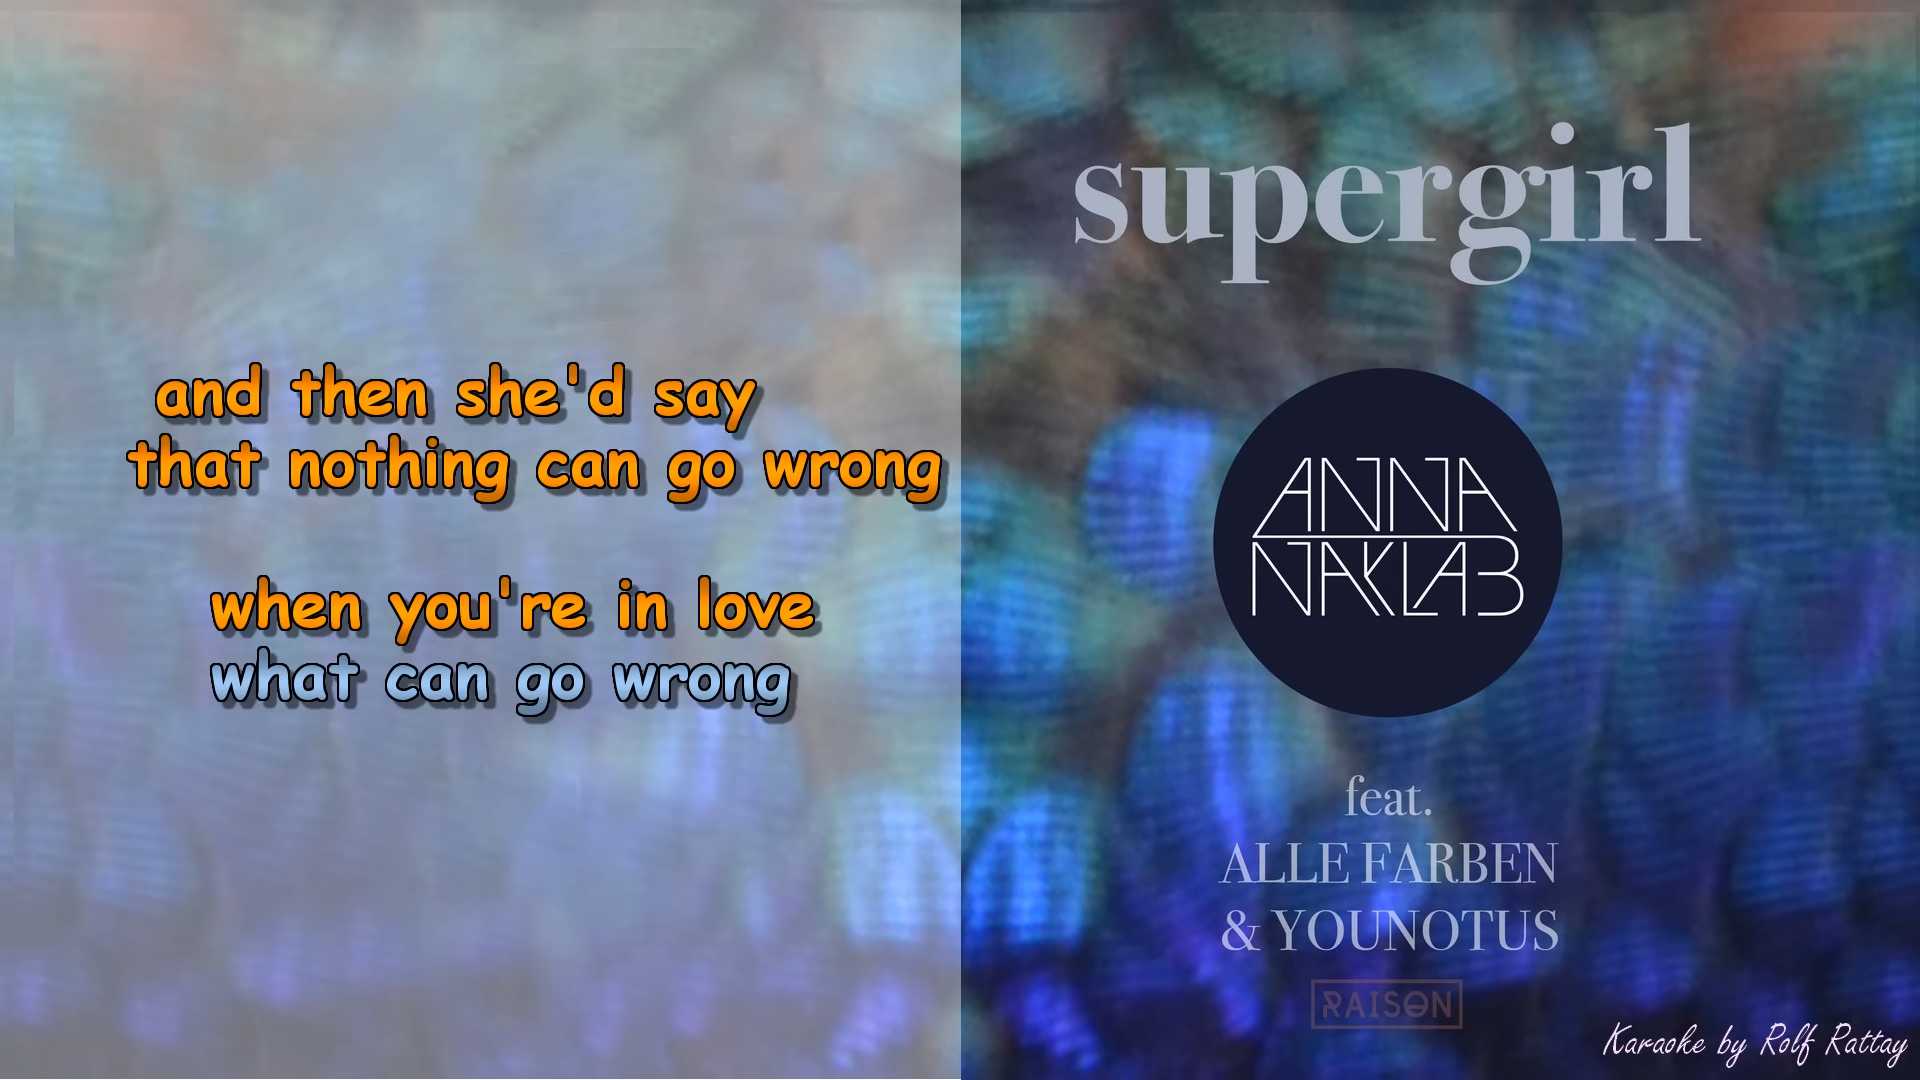 and then she'd say
that nothing can go wrong
when you're in love
what can go wrong
supergirl
ANNA
NAKLAB
feat.
ALLE FARBEN
& YOUNOTUS
RAISON
Karaoke by Rolf Rattay